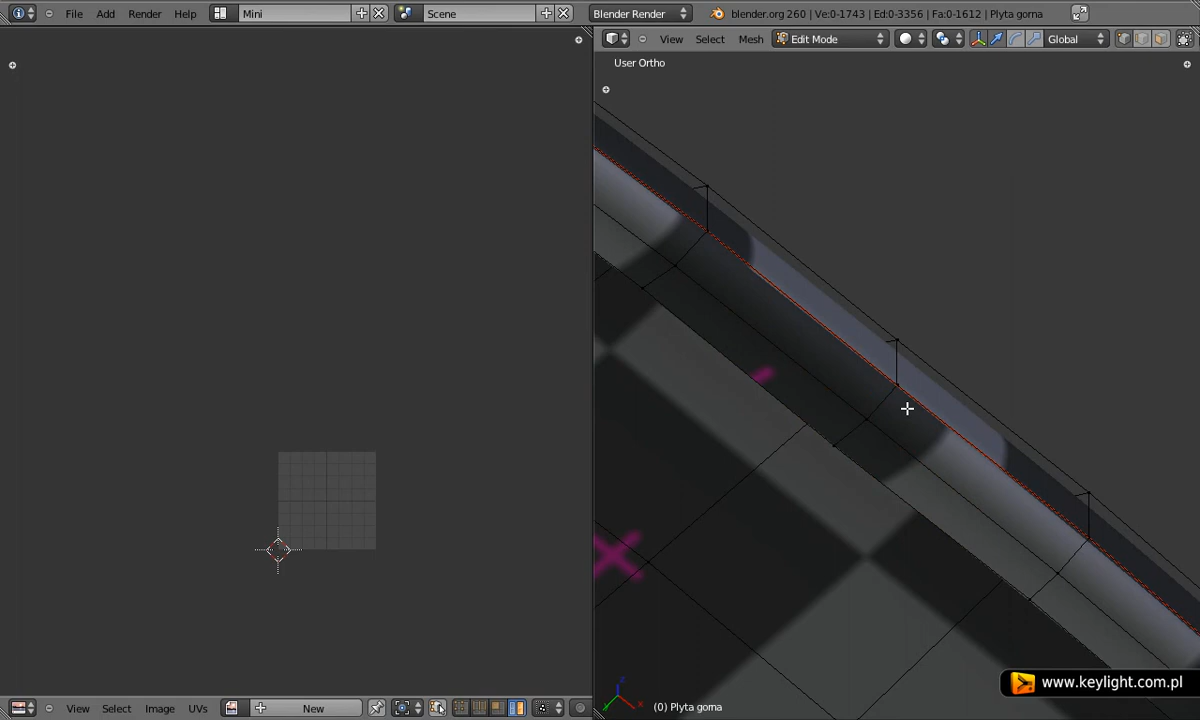 File Add Render Help Mini Scene Blender Render blender.org 260 | Ve:0-1743 | Ed:0-3356 | Fa:0-1612 | Plyta gorna
View Select Mesh Edit Mode Global
User Ortho
z
x
(0) Plyta gorna
www.keylight.com.pl
View Select Image UVs New